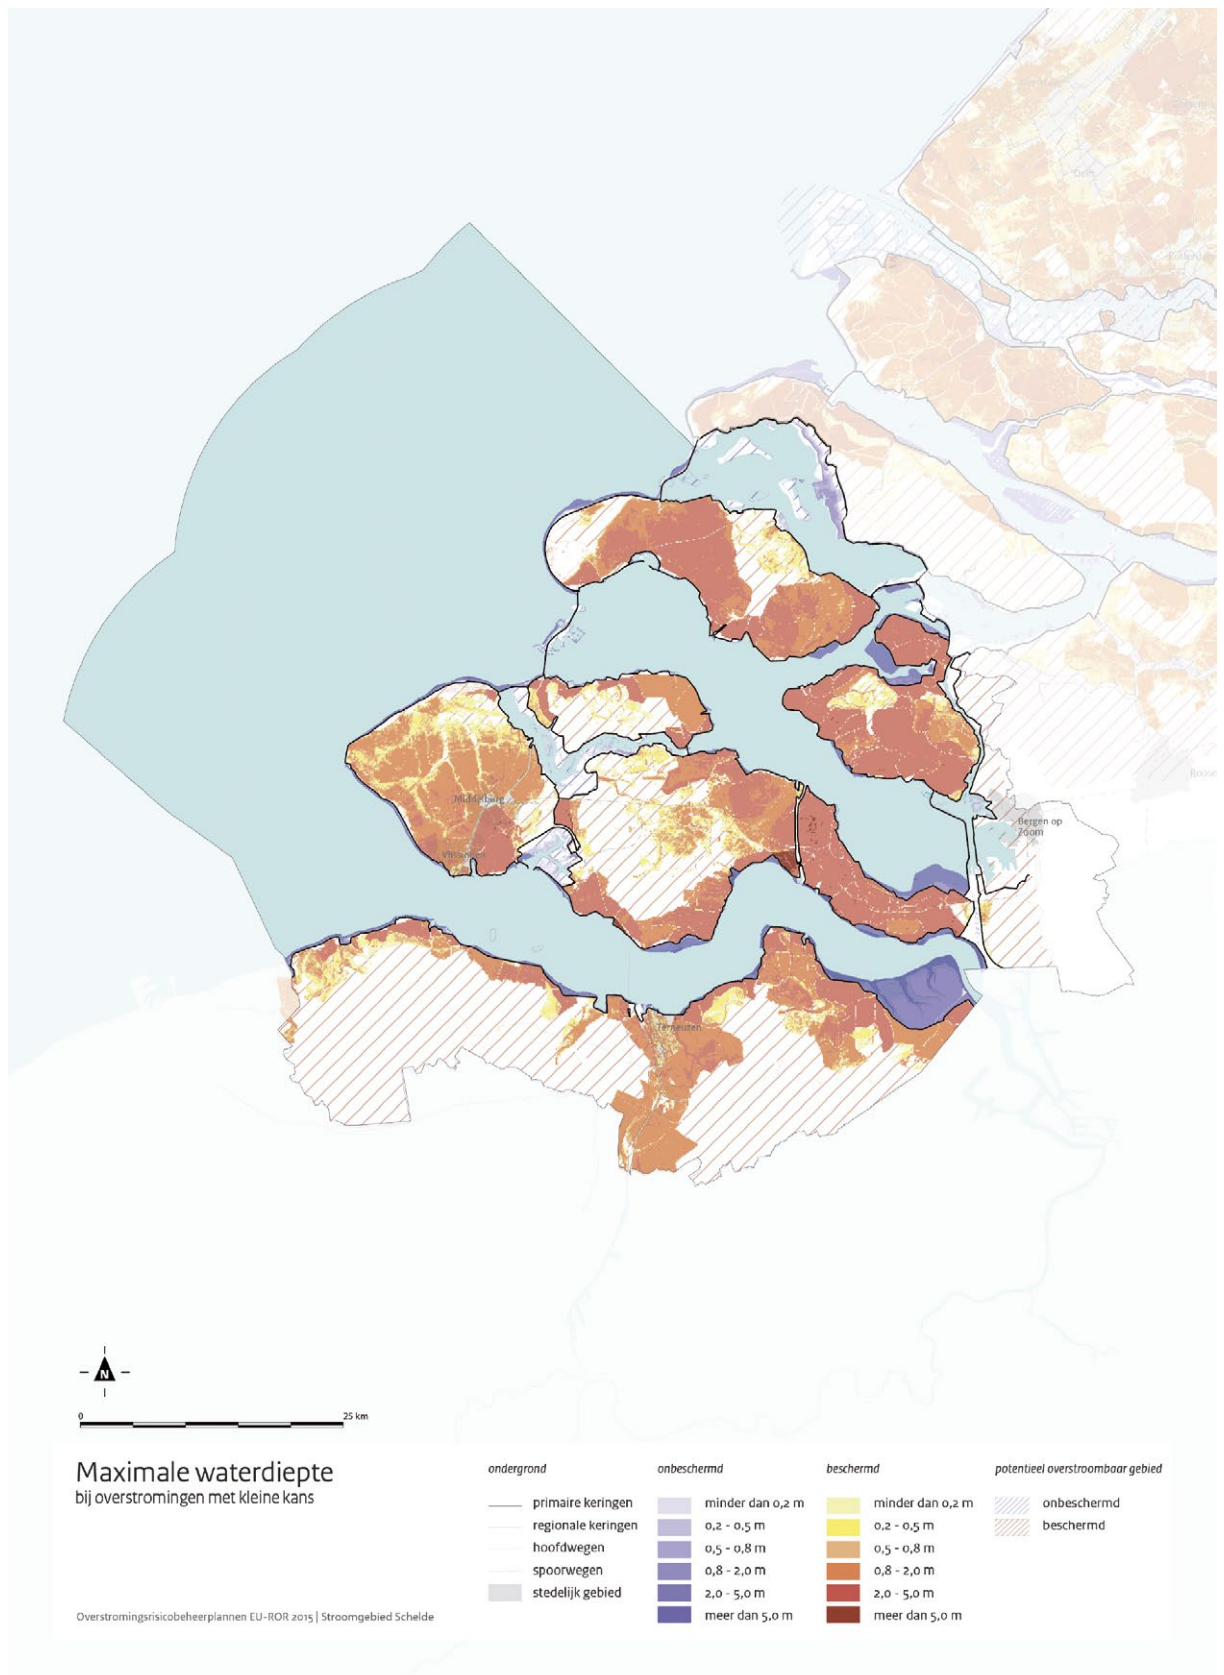 Delft
Middelburg
Vlissingen
Bergen op
Zoom
Terneuzen
N
0 25 km
Maximale waterdiepte
bij overstromingen met kleine kans
Overstromingsrisicobeheerplannen EU-ROR 2015 | Stroomgebied Schelde
ondergrond
primaire keringen
regionale keringen
hoofdwegen
spoorwegen
stedelijk gebied
onbeschermd
minder dan 0,2 m
0,2 - 0,5 m
0,5 - 0,8 m
0,8 - 2,0 m
2,0 - 5,0 m
meer dan 5,0 m
beschermd
minder dan 0,2 m
0,2 - 0,5 m
0,5 - 0,8 m
0,8 - 2,0 m
2,0 - 5,0 m
meer dan 5,0 m
potentieel overstroombaar gebied
onbeschermd
beschermd